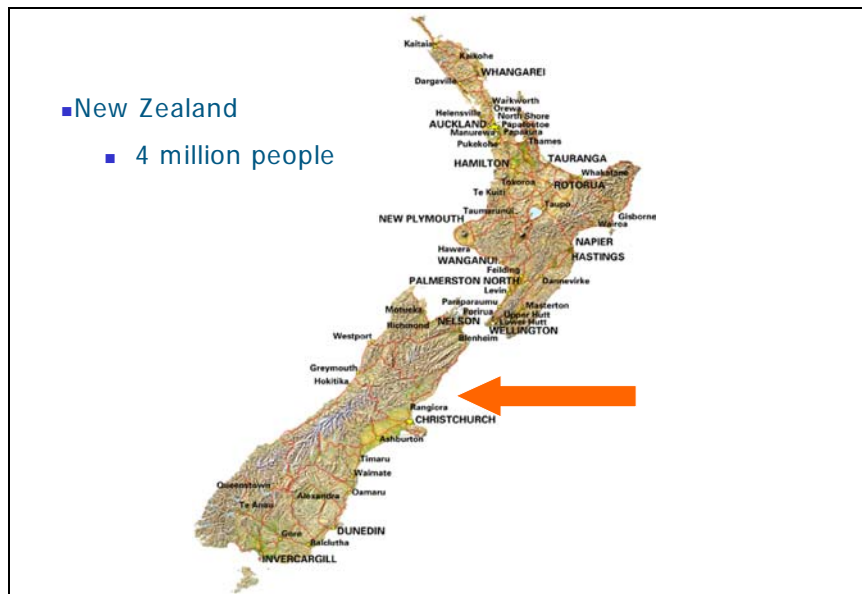 New Zealand
4 million people
Kaitaia
Kaikohe
WHANGAREI
Dargaville
Warkworth
Orewa
Helensville
North Shore
AUCKLAND
Papatoetoe
Manurewa
Papakura
Pukekohe
Thames
TAURANGA
HAMILTON
Whakatane
Tokoroa
ROTORUA
Te Kuiti
Taupo
Taumarunui
Gisborne
NEW PLYMOUTH
Wairoa
NAPIER
Hawera
HASTINGS
WANGANUI
Feilding
PALMERSTON NORTH
Dannevirke
Levin
Paraparaumu
Masterton
Motueka
Porirua
Upper Hutt
NELSON
Lower Hutt
Richmond
WELLINGTON
Westport
Blenheim
Greymouth
Hokitika
Rangiora
CHRISTCHURCH
Ashburton
Timaru
Waimate
Queenstown
Oamaru
Alexandra
Te Anau
DUNEDIN
Gore
Balclutha
INVERCARGILL